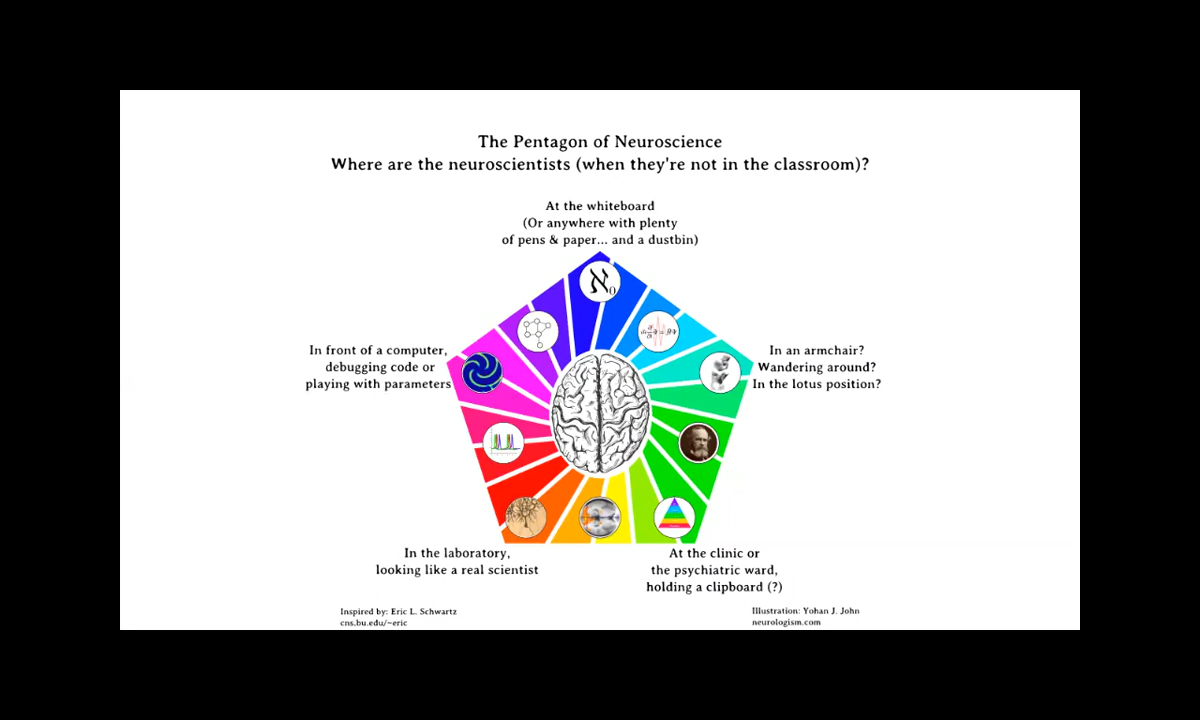 The Pentagon of Neuroscience
Where are the neuroscientists (when they're not in the classroom)?
At the whiteboard
(Or anywhere with plenty
of pens & paper... and a dustbin)
ℵ0
In front of a computer,
debugging code or
playing with parameters
In an armchair?
Wandering around?
In the lotus position?
In the laboratory,
looking like a real scientist
At the clinic or
the psychiatric ward,
holding a clipboard (?)
Inspired by: Eric L. Schwartz
cns.bu.edu/~eric
Illustration: Yohan J. John
neurologism.com